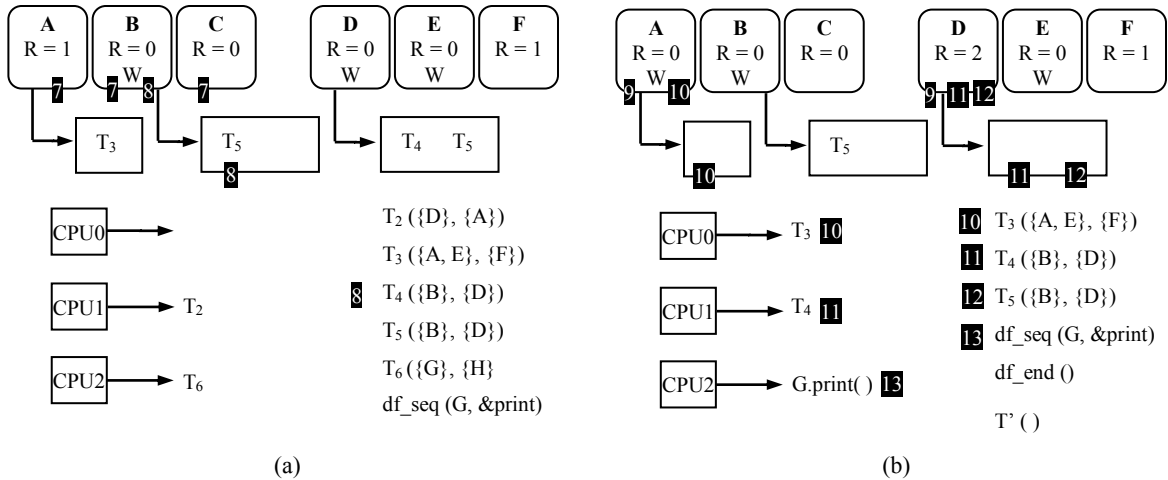 A B C D E F
R = 1 R = 0 R = 0 R = 0 R = 0 R = 1
W W W
7 7 8 7
T3 T5 T4 T5
8
T2 ({D}, {A})
CPU0
T3 ({A, E}, {F})
8 T4 ({B}, {D})
CPU1 T2
T5 ({B}, {D})
T6 ({G}, {H}
CPU2 T6
df_seq (G, &print)
(a)
A B C D E F
R = 0 R = 0 R = 0 R = 2 R = 0 R = 1
W W W
9 10 9 11 12
T5
10 11 12
10 T3 ({A, E}, {F})
CPU0 T3 10
11 T4 ({B}, {D})
12 T5 ({B}, {D})
CPU1 T4 11
13 df_seq (G, &print)
df_end ()
CPU2 G.print( ) 13
T’ ( )
(b)